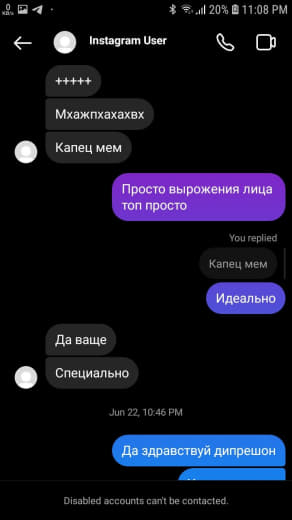 0
KB/s
20%
11:08 PM
Instagram User
+++++
Мхажпхахахвх
Капец мем
Просто вырожения лица
топ просто
You replied
Капец мем
Идеально
Да ваще
Специально
Jun 22, 10:46 PM
Да здравствуй дипрешон
Disabled accounts can't be contacted.